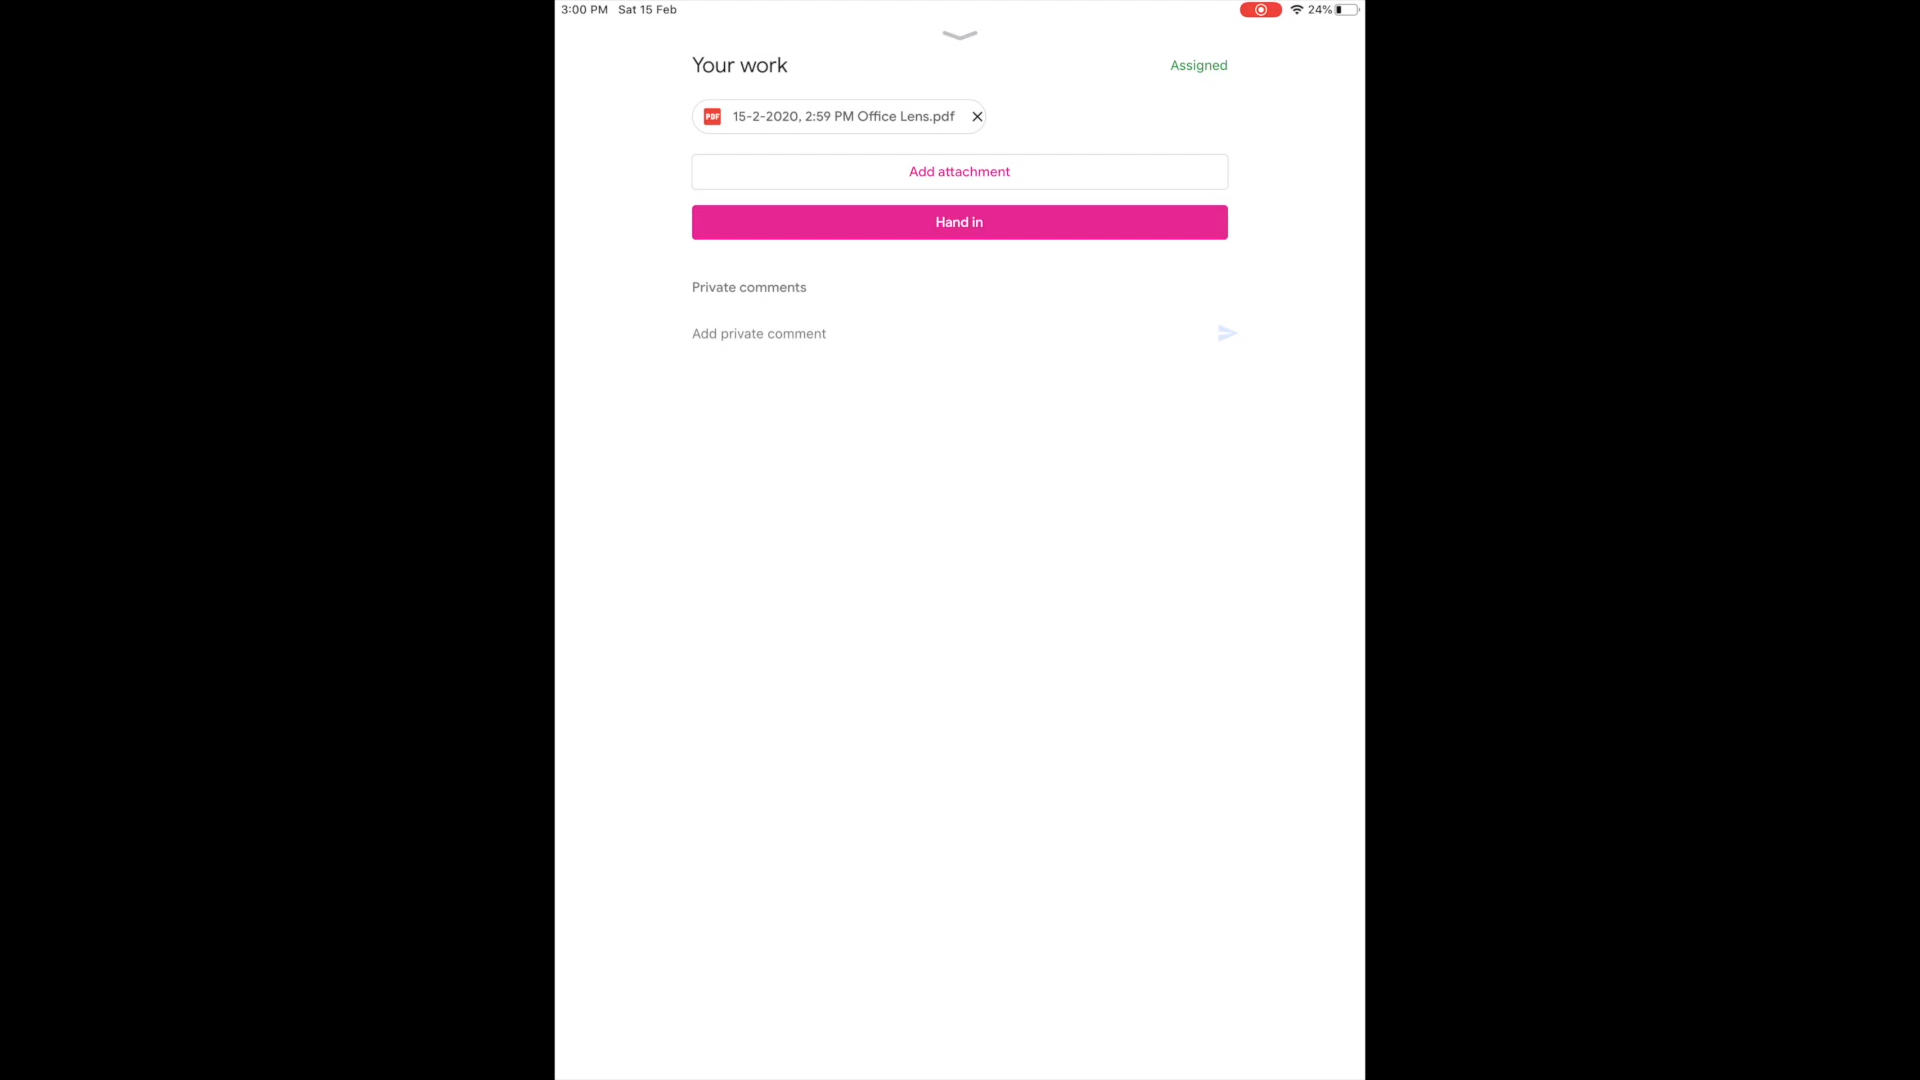 3:00 PM Sat 15 Feb
24%
Your work
Assigned
PDF 15-2-2020, 2:59 PM Office Lens.pdf
Add attachment
Hand in
Private comments
Add private comment